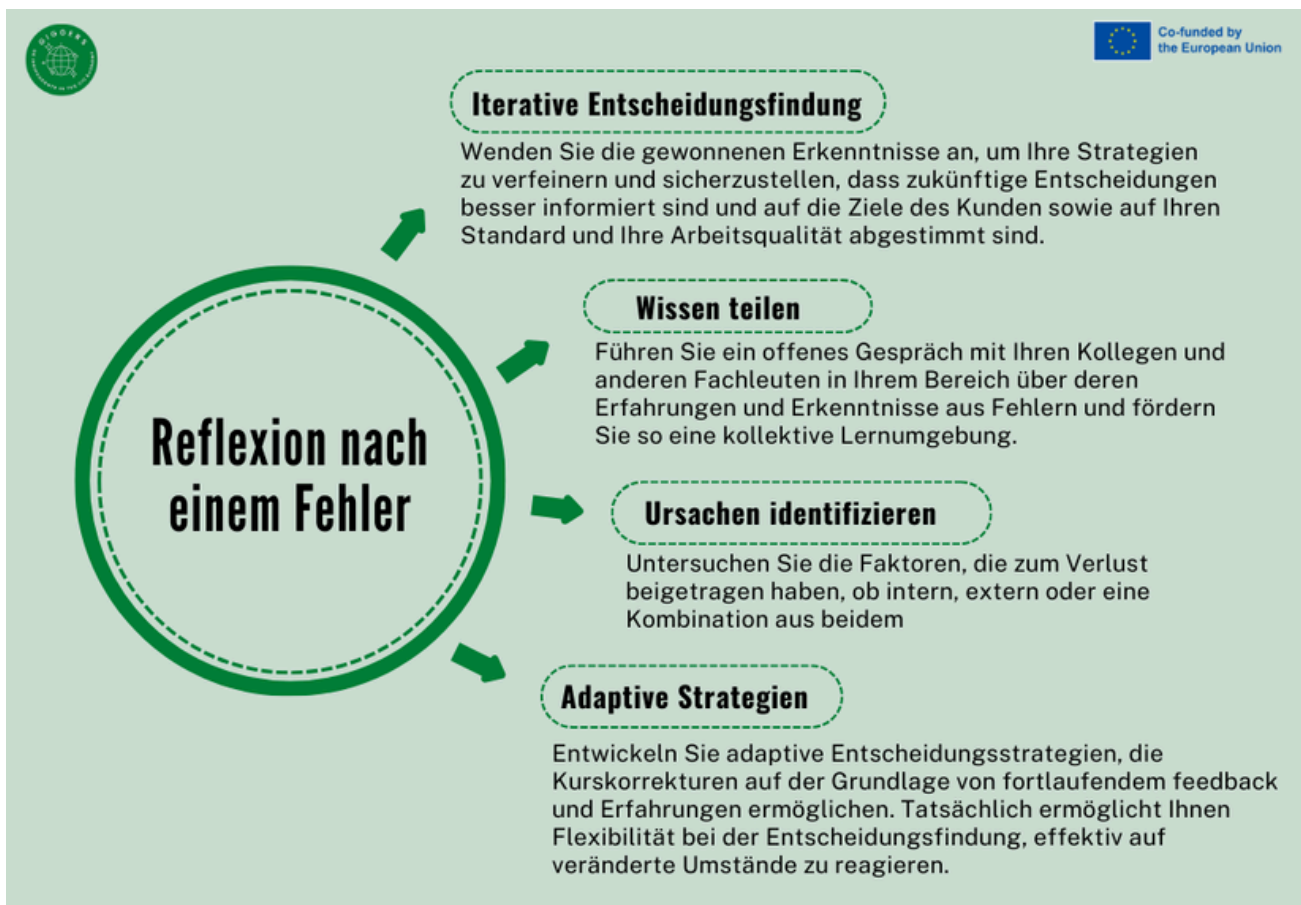 GIGGERS
Co-funded by
the European Union
Iterative Entscheidungsfindung
Wenden Sie die gewonnenen Erkenntnisse an, um Ihre Strategien
zu verfeinern und sicherzustellen, dass zukünftige Entscheidungen
besser informiert sind und auf die Ziele des Kunden sowie auf Ihren
Standard und Ihre Arbeitsqualität abgestimmt sind.
Wissen teilen
Führen Sie ein offenes Gespräch mit Ihren Kollegen und
anderen Fachleuten in Ihrem Bereich über deren
Erfahrungen und Erkenntnisse aus Fehlern und fördern
Sie so eine kollektive Lernumgebung.
Reflexion nach
einem Fehler
Ursachen identifizieren
Untersuchen Sie die Faktoren, die zum Verlust
beigetragen haben, ob intern, extern oder eine
Kombination aus beidem
Adaptive Strategien
Entwickeln Sie adaptive Entscheidungsstrategien, die
Kurskorrekturen auf der Grundlage von fortlaufendem feedback
und Erfahrungen ermöglichen. Tatsächlich ermöglicht Ihnen
Flexibilität bei der Entscheidungsfindung, effektiv auf
veränderte Umstände zu reagieren.